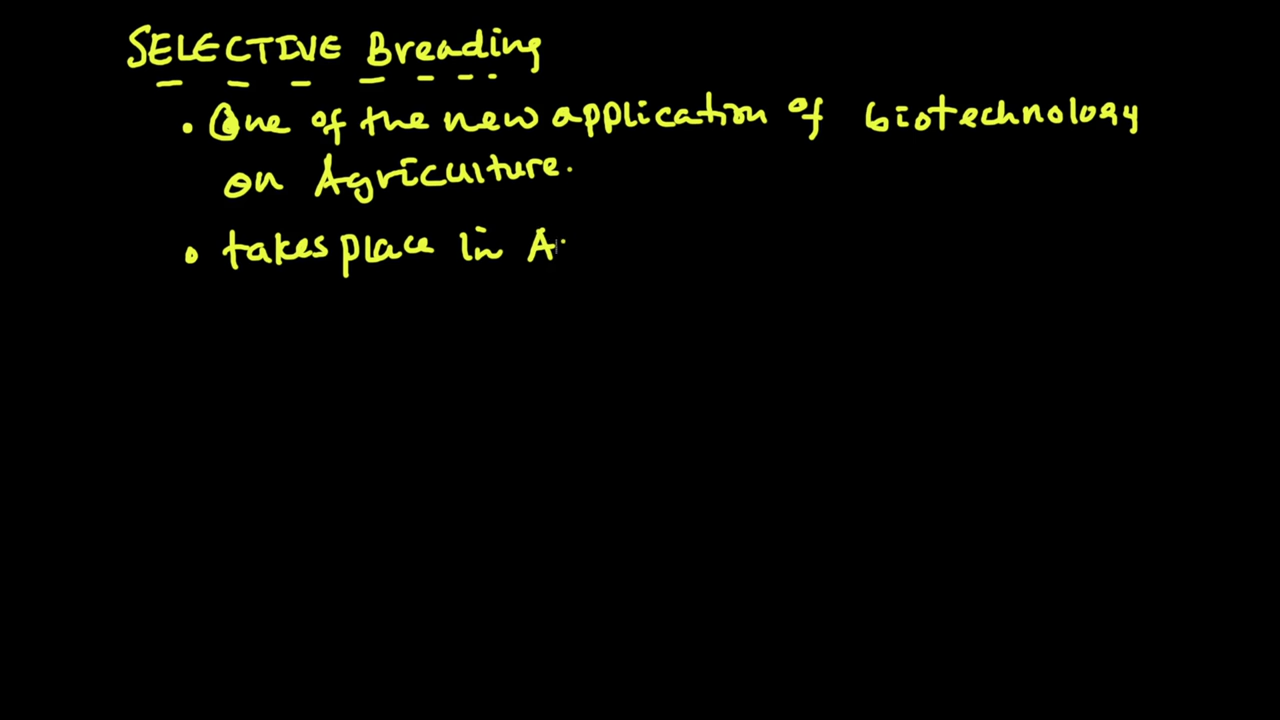 SELECTIVE Breading
• One of the new application of biotechnology
on Agriculture.
• takes place in A